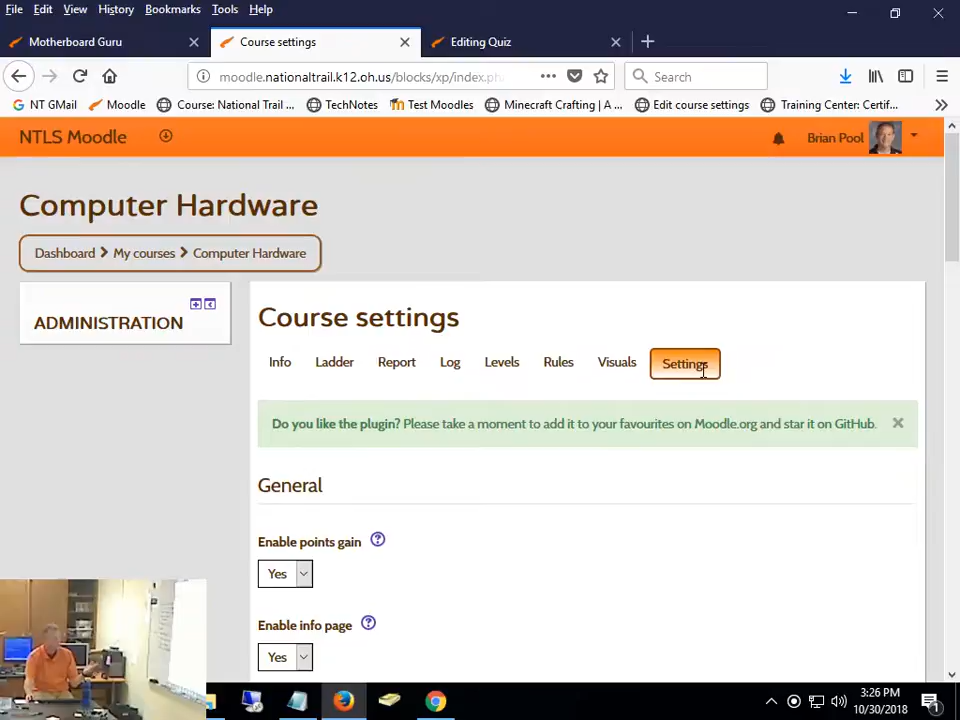 File Edit View History Bookmarks Tools Help
Motherboard Guru Course settings Editing Quiz
moodle.nationaltrail.k12.oh.us/blocks/xp/index.ph Search
NT GMail Moodle Course: National Trail ... TechNotes Test Moodles Minecraft Crafting | A ... Edit course settings Training Center: Certif...
NTLS Moodle Brian Pool
Computer Hardware
Dashboard My courses Computer Hardware
ADMINISTRATION
Course settings
Info Ladder Report Log Levels Rules Visuals Settings
Do you like the plugin? Please take a moment to add it to your favourites on Moodle.org and star it on GitHub.
General
Enable points gain
Yes
Enable info page
Yes
3:26 PM
10/30/2018
1